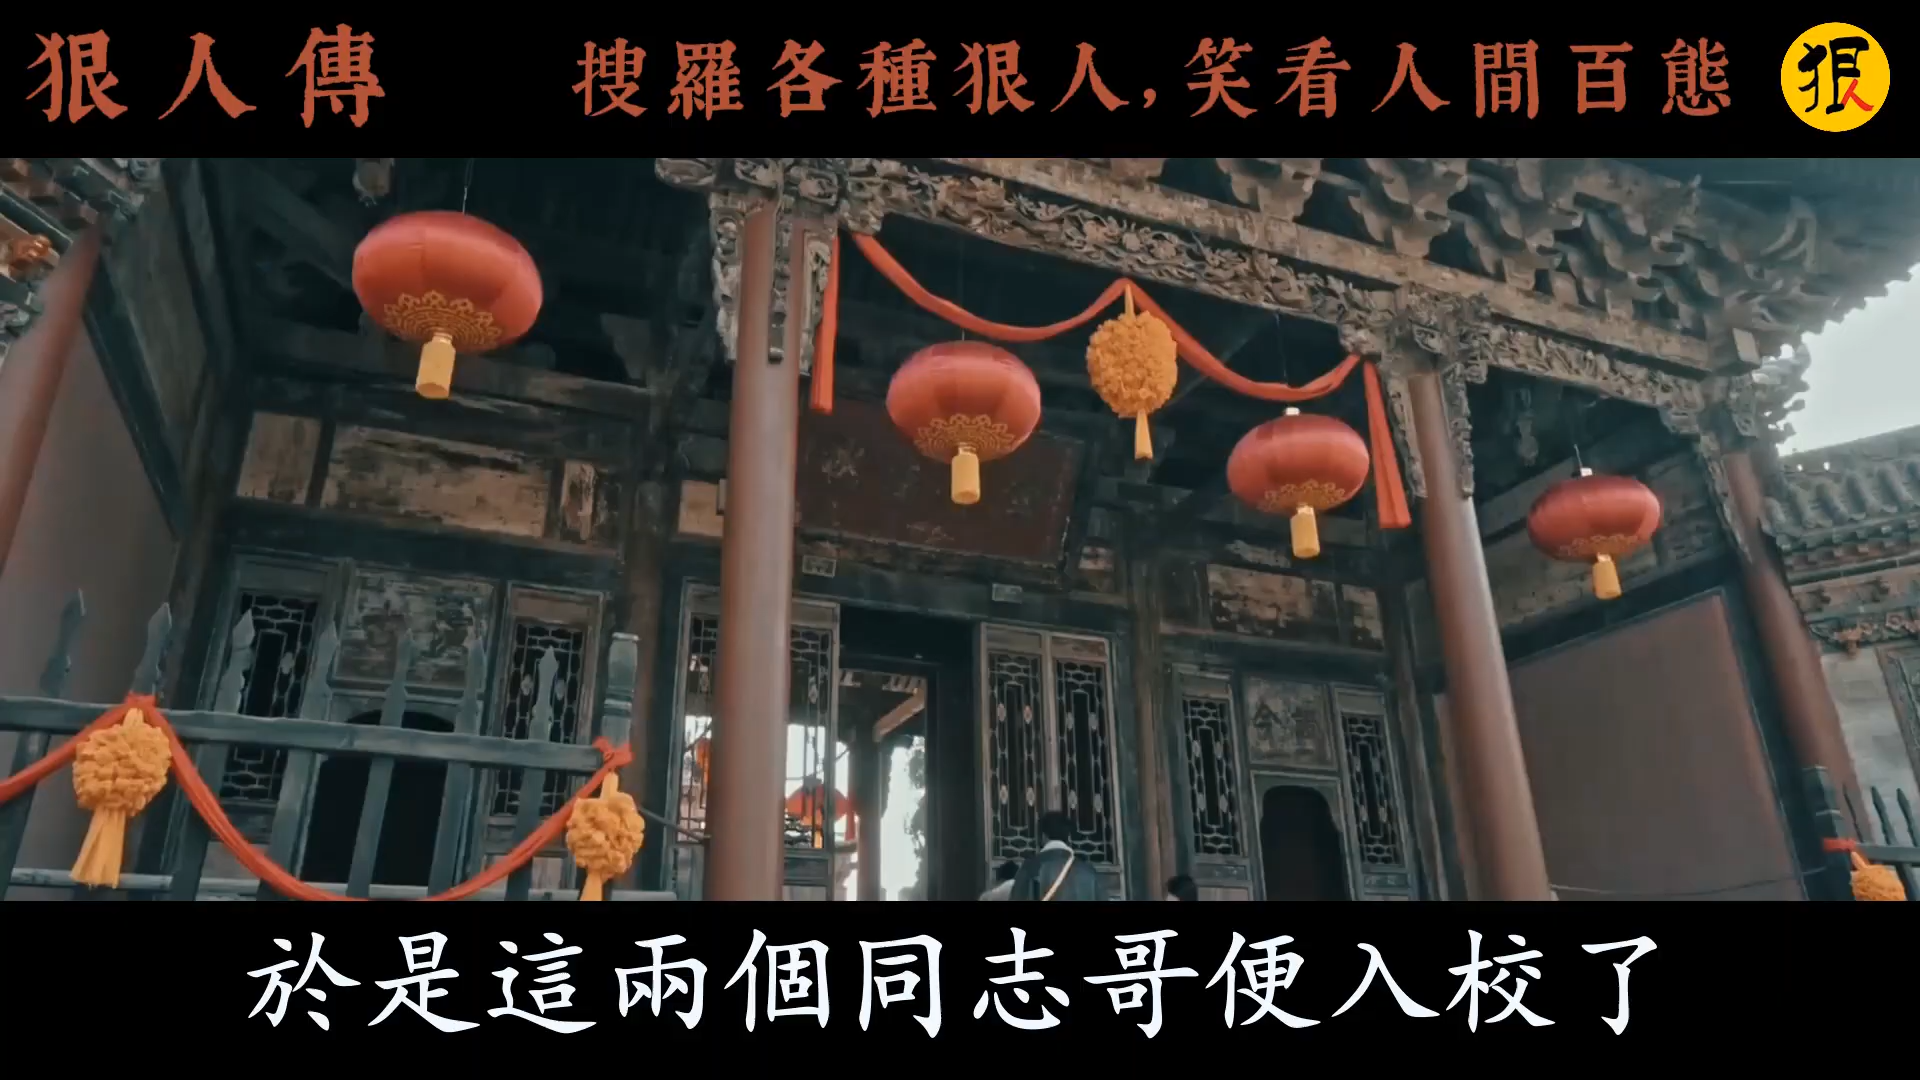 狠人傳
搜羅各種狠人,笑看人間百態
狠人
於是這兩個同志哥便入校了